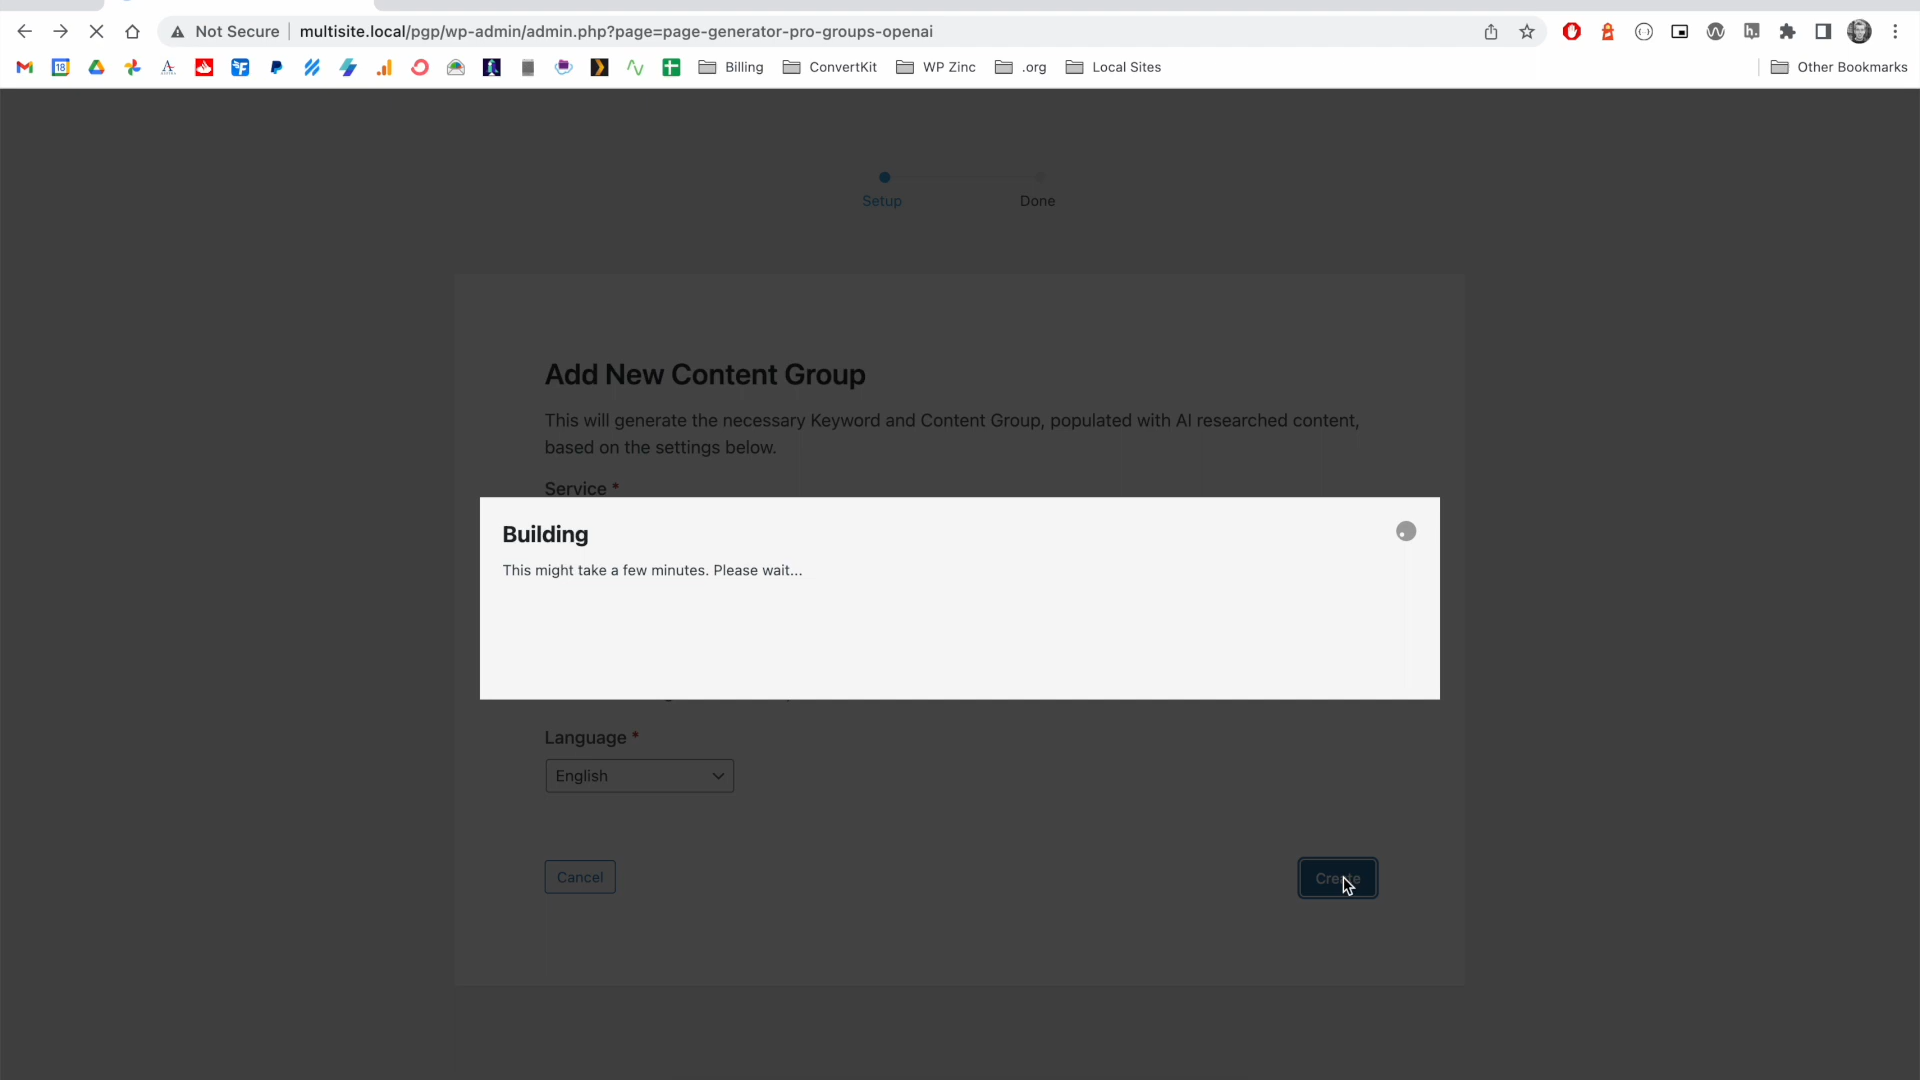 Not Secure
multisite.local/pgp/wp-admin/admin.php?page=page-generator-pro-groups-openai
18
Billing
ConvertKit
WP Zinc
.org
Local Sites
Other Bookmarks
Setup
Done
Add New Content Group
This will generate the necessary Keyword and Content Group, populated with AI researched content,
based on the settings below.
Service *
Building
This might take a few minutes. Please wait...
Language *
English
Cancel
Create